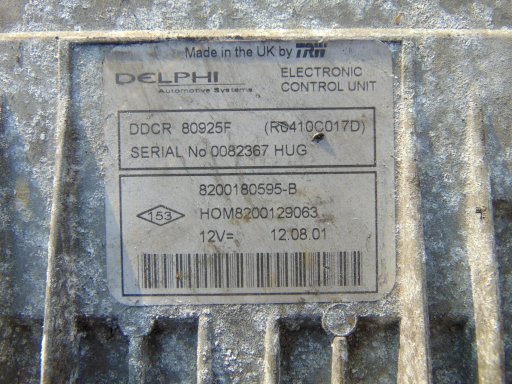 Made in the UK by TRW
DELPHI
Automotive Systems
ELECTRONIC
CONTROL UNIT
DDCR 80925F (R0410C017D)
SERIAL No 0082367 HUG
8200180595-B
153
HOM8200129063
12V= 12.08.01